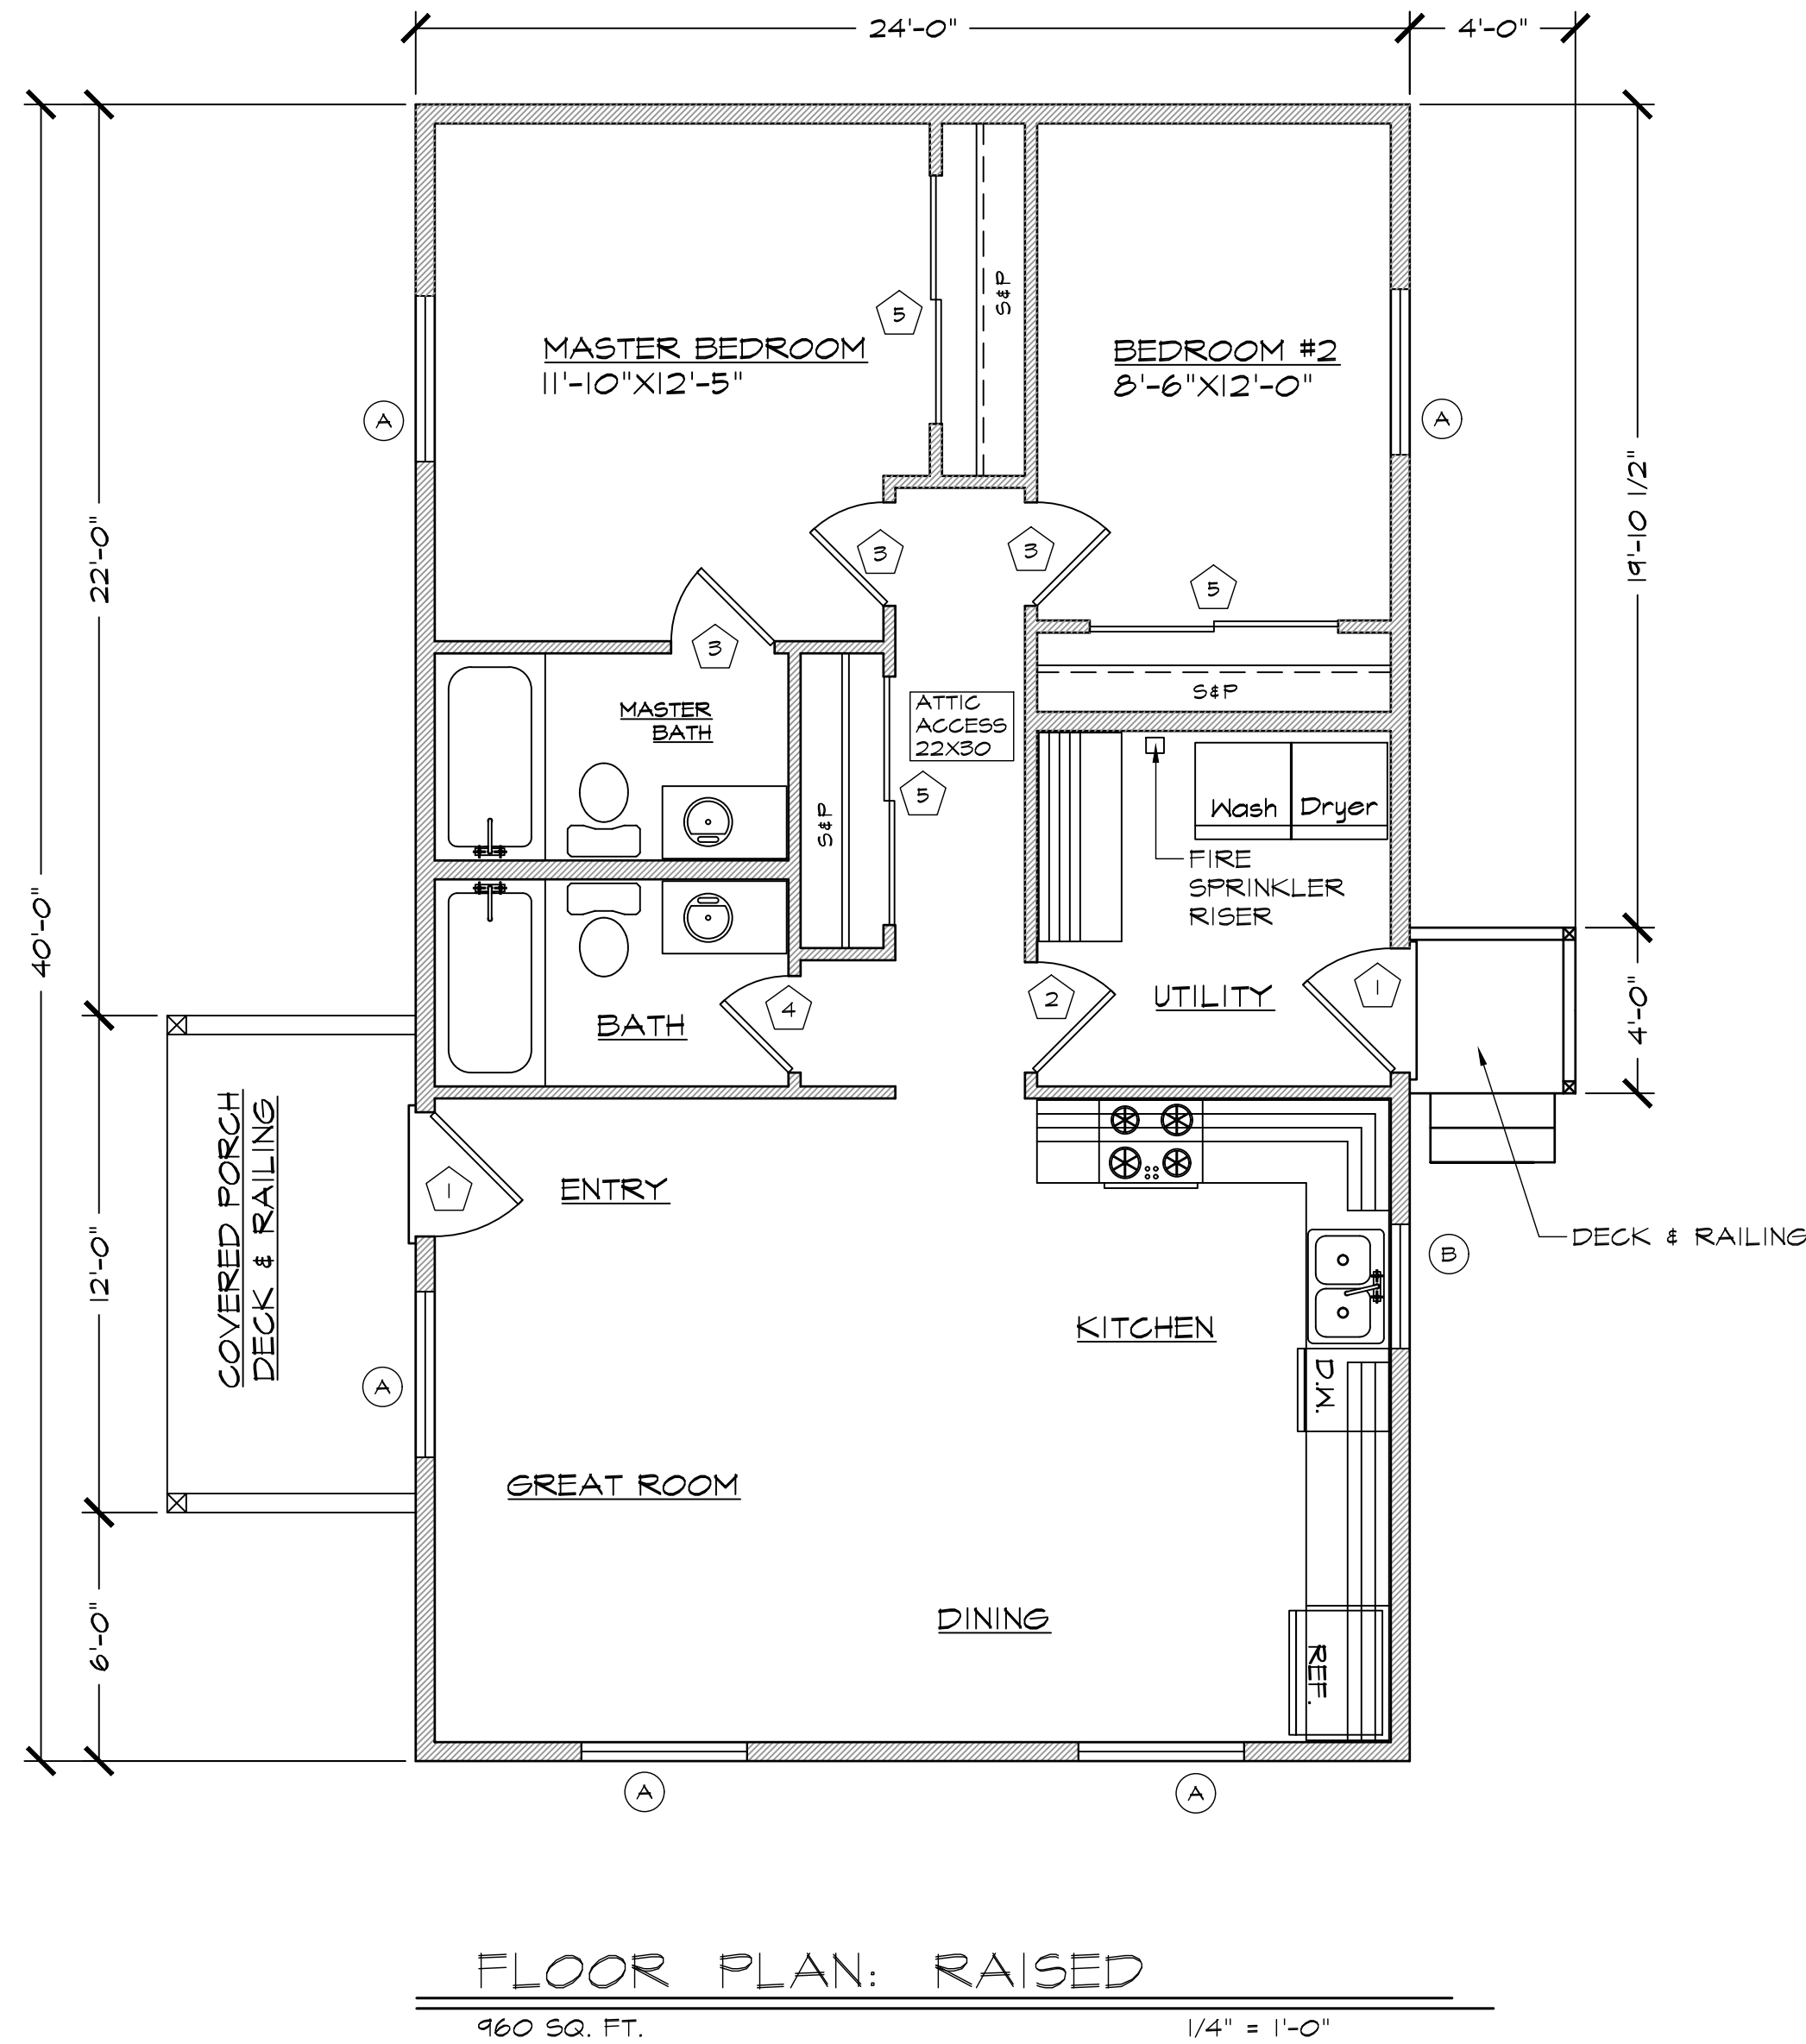 24'-0"
4'-0"
40'-0"
22'-0"
12'-0"
6'-0"
19'-10 1/2"
4'-0"
MASTER BEDROOM
11'-10"X12'-5"
A
5
S&P
BEDROOM #2
8'-6"X12'-0"
A
3
3
3
5
S&P
MASTER
BATH
ATTIC
ACCESS
22X30
5
S&P
Wash
Dryer
FIRE
SPRINKLER
RISER
BATH
4
2
UTILITY
1
COVERED PORCH
DECK & RAILING
1
ENTRY
DECK & RAILING
B
KITCHEN
D.W.
A
GREAT ROOM
DINING
REF.
A
A
FLOOR PLAN: RAISED
960 SQ. FT.
1/4" = 1'-0"